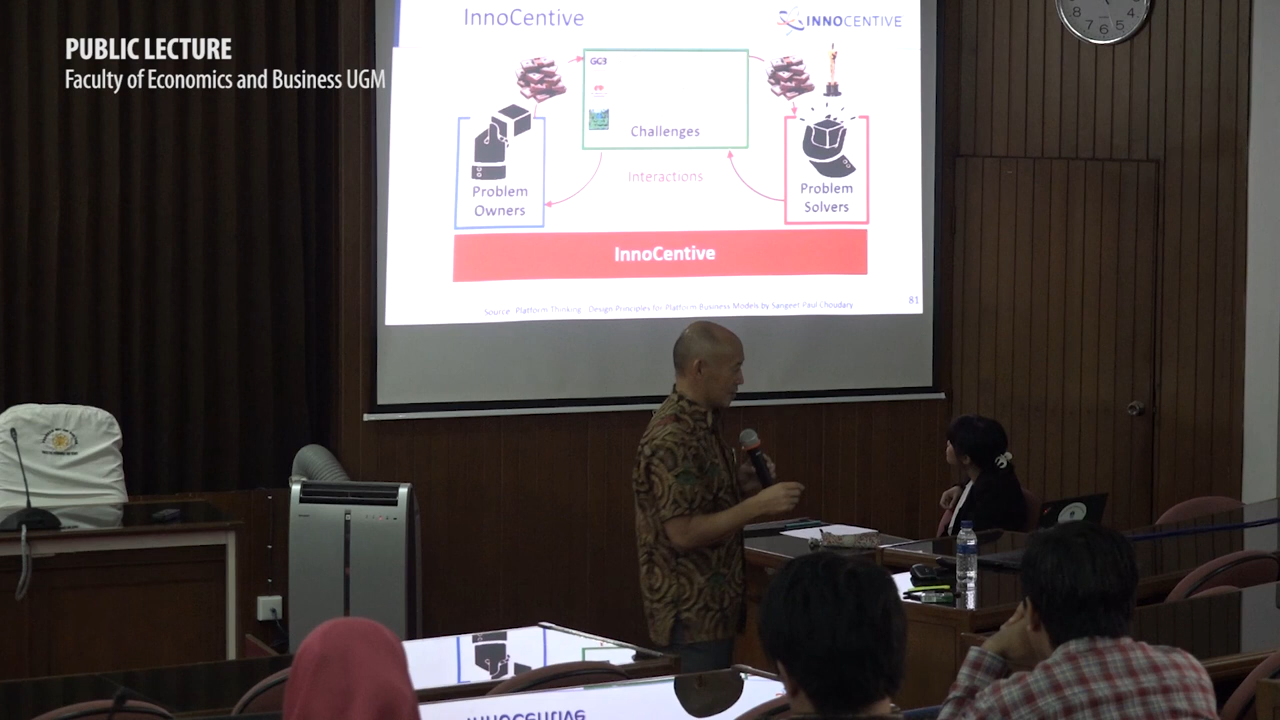 PUBLIC LECTURE
Faculty of Economics and Business UGM
InnoCentive
INNOCENTIVE
Challenges
Interactions
Problem
Owners
Problem
Solvers
InnoCentive
Source: Platform Thinking : Design Principles for Platform Business Models by Sangeet Paul Choudary
81